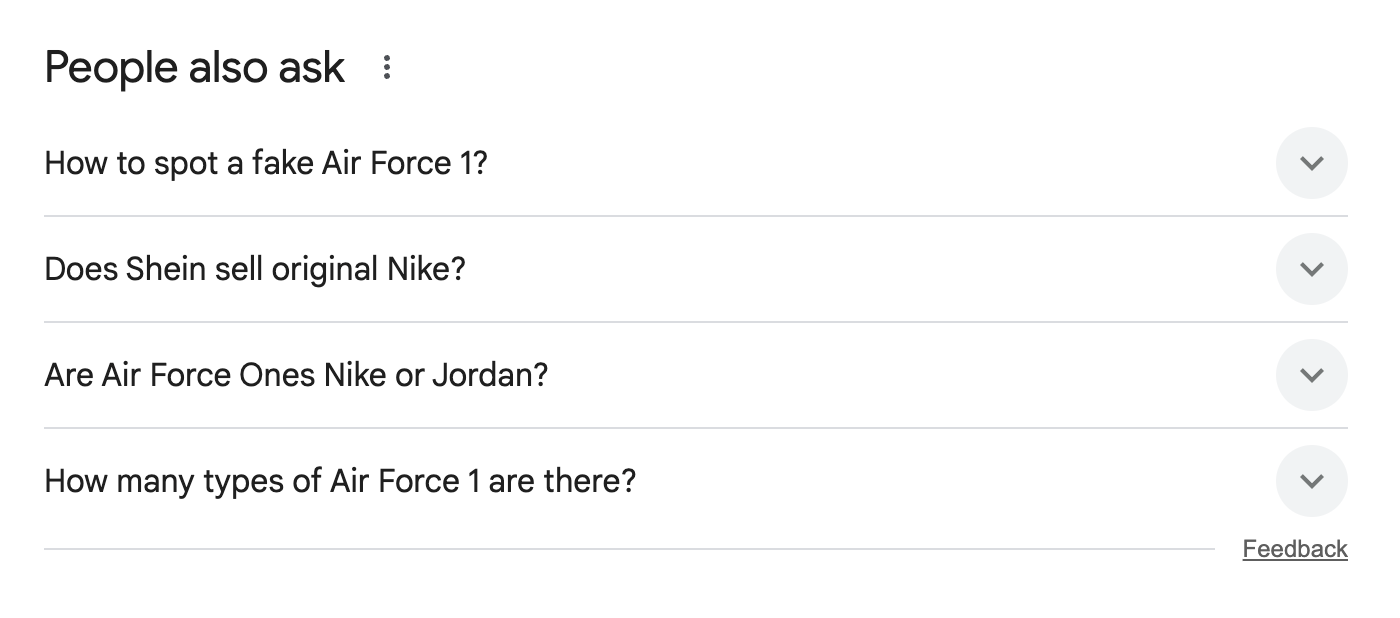 People also ask
How to spot a fake Air Force 1?
Does Shein sell original Nike?
Are Air Force Ones Nike or Jordan?
How many types of Air Force 1 are there?
Feedback